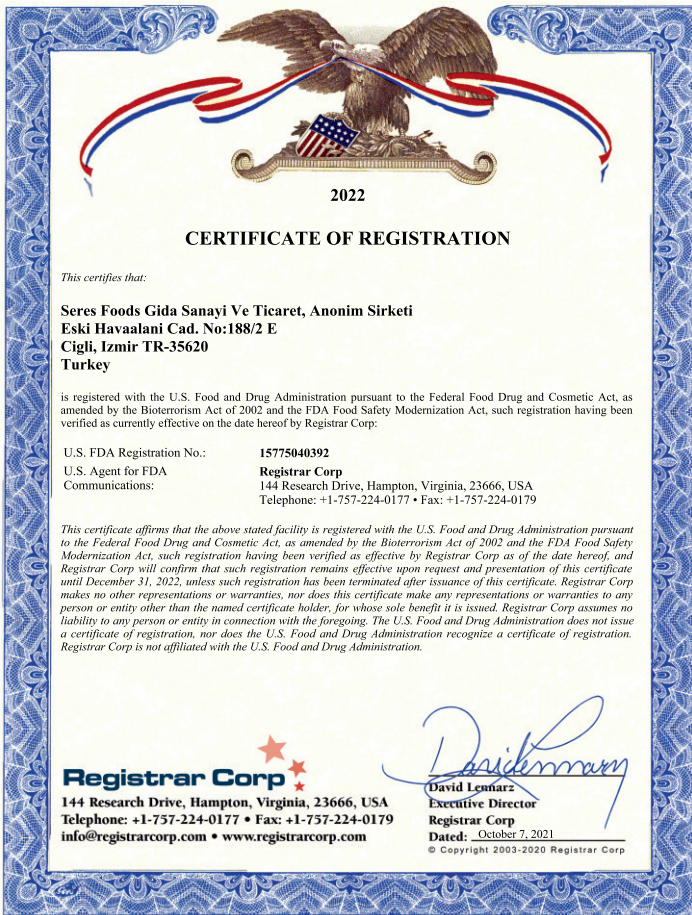 2022
CERTIFICATE OF REGISTRATION
This certifies that:
Seres Foods Gida Sanayi Ve Ticaret, Anonim Sirketi
Eski Havaalani Cad. No:188/2 E
Cigli, Izmir TR-35620
Turkey
is registered with the U.S. Food and Drug Administration pursuant to the Federal Food Drug and Cosmetic Act, as
amended by the Bioterrorism Act of 2002 and the FDA Food Safety Modernization Act, such registration having been
verified as currently effective on the date hereof by Registrar Corp:
U.S. FDA Registration No.: 15775040392
U.S. Agent for FDA Registrar Corp
Communications: 144 Research Drive, Hampton, Virginia, 23666, USA
Telephone: +1-757-224-0177 • Fax: +1-757-224-0179
This certificate affirms that the above stated facility is registered with the U.S. Food and Drug Administration pursuant
to the Federal Food Drug and Cosmetic Act, as amended by the Bioterrorism Act of 2002 and the FDA Food Safety
Modernization Act, such registration having been verified as effective by Registrar Corp as of the date hereof, and
Registrar Corp will confirm that such registration remains effective upon request and presentation of this certificate
until December 31, 2022, unless such registration has been terminated after issuance of this certificate. Registrar Corp
makes no other representations or warranties, nor does this certificate make any representations or warranties to any
person or entity other than the named certificate holder, for whose sole benefit it is issued. Registrar Corp assumes no
liability to any person or entity in connection with the foregoing. The U.S. Food and Drug Administration does not issue
a certificate of registration, nor does the U.S. Food and Drug Administration recognize a certificate of registration.
Registrar Corp is not affiliated with the U.S. Food and Drug Administration.
Registrar Corp
144 Research Drive, Hampton, Virginia, 23666, USA
Telephone: +1-757-224-0177 • Fax: +1-757-224-0179
info@registrarcorp.com • www.registrarcorp.com
David Lennarz
David Lennarz
Executive Director
Registrar Corp
Dated: October 7, 2021
© Copyright 2003-2020 Registrar Corp